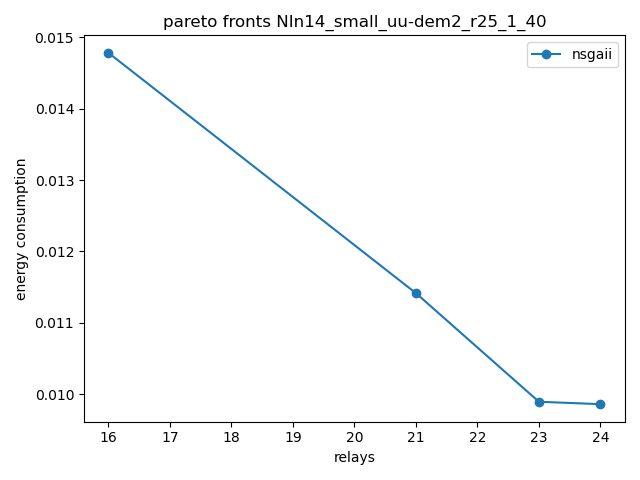 pareto fronts NIn14_small_uu-dem2_r25_1_40
nsgaii
energy consumption
0.015
0.014
0.013
0.012
0.011
0.010
16 17 18 19 20 21 22 23 24
relays